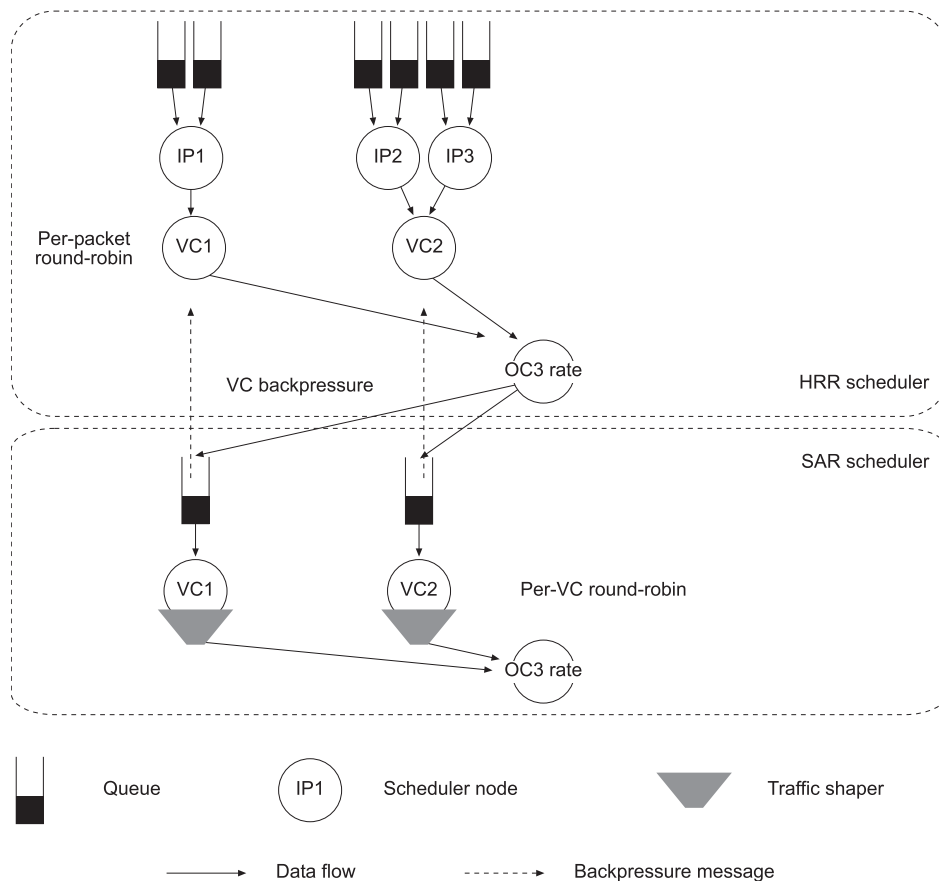 IP1
IP2
IP3
Per-packet
round-robin
VC1
VC2
OC3 rate
VC backpressure
HRR scheduler
SAR scheduler
VC1
VC2
Per-VC round-robin
OC3 rate
Queue
IP1
Scheduler node
Traffic shaper
Data flow
Backpressure message